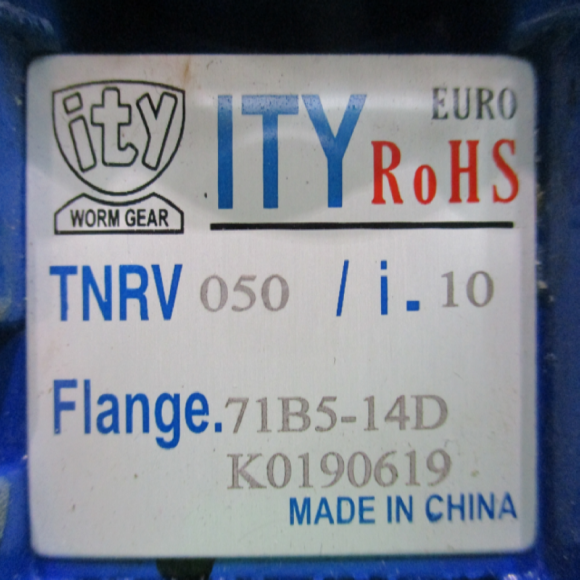 ity
WORM GEAR
ITY
EURO
RoHS
TNRV 050 / i. 10
Flange. 71B5-14D
K0190619
MADE IN CHINA